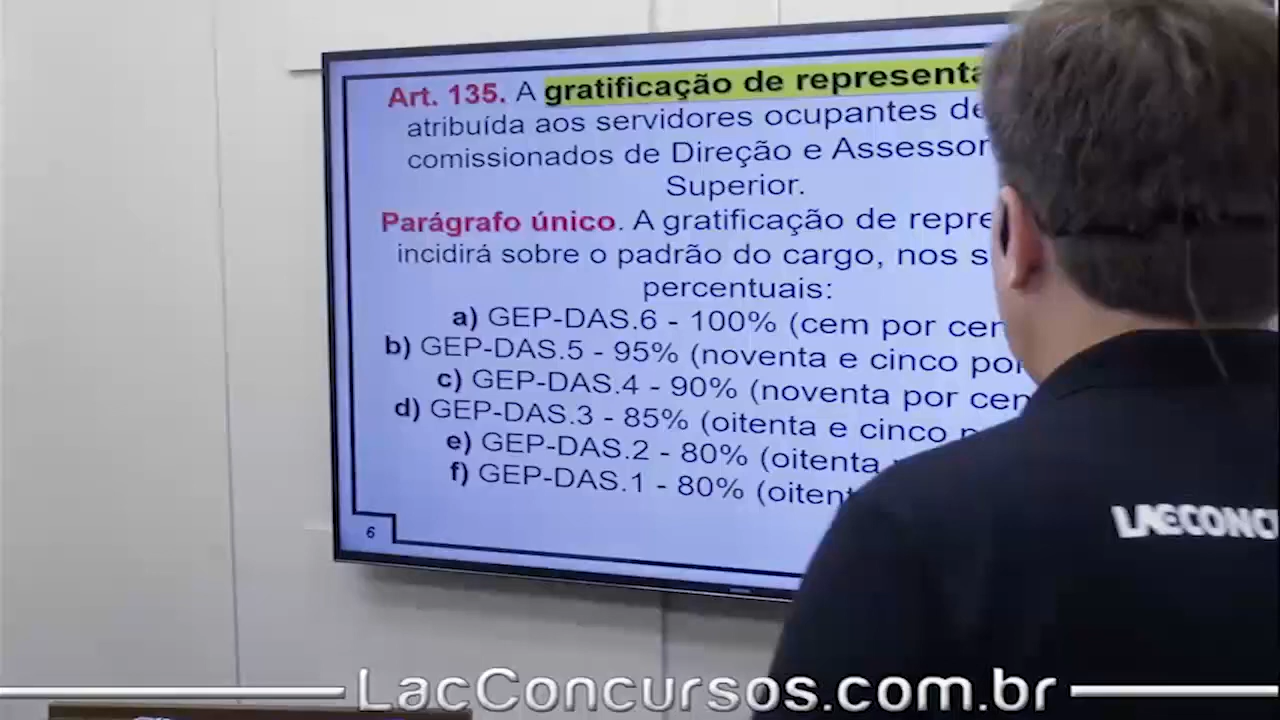 Art. 135. A gratificação de representa
atribuída aos servidores ocupantes de
comissionados de Direção e Assessor
Superior.
Parágrafo único. A gratificação de repre
incidirá sobre o padrão do cargo, nos s
percentuais:
a) GEP-DAS.6 - 100% (cem por cen
b) GEP-DAS.5 - 95% (noventa e cinco por
c) GEP-DAS.4 - 90% (noventa por cen
d) GEP-DAS.3 - 85% (oitenta e cinco
e) GEP-DAS.2 - 80% (oitenta
f) GEP-DAS.1 - 80% (oitent
6
LACCONCU
LacConcursos.com.br